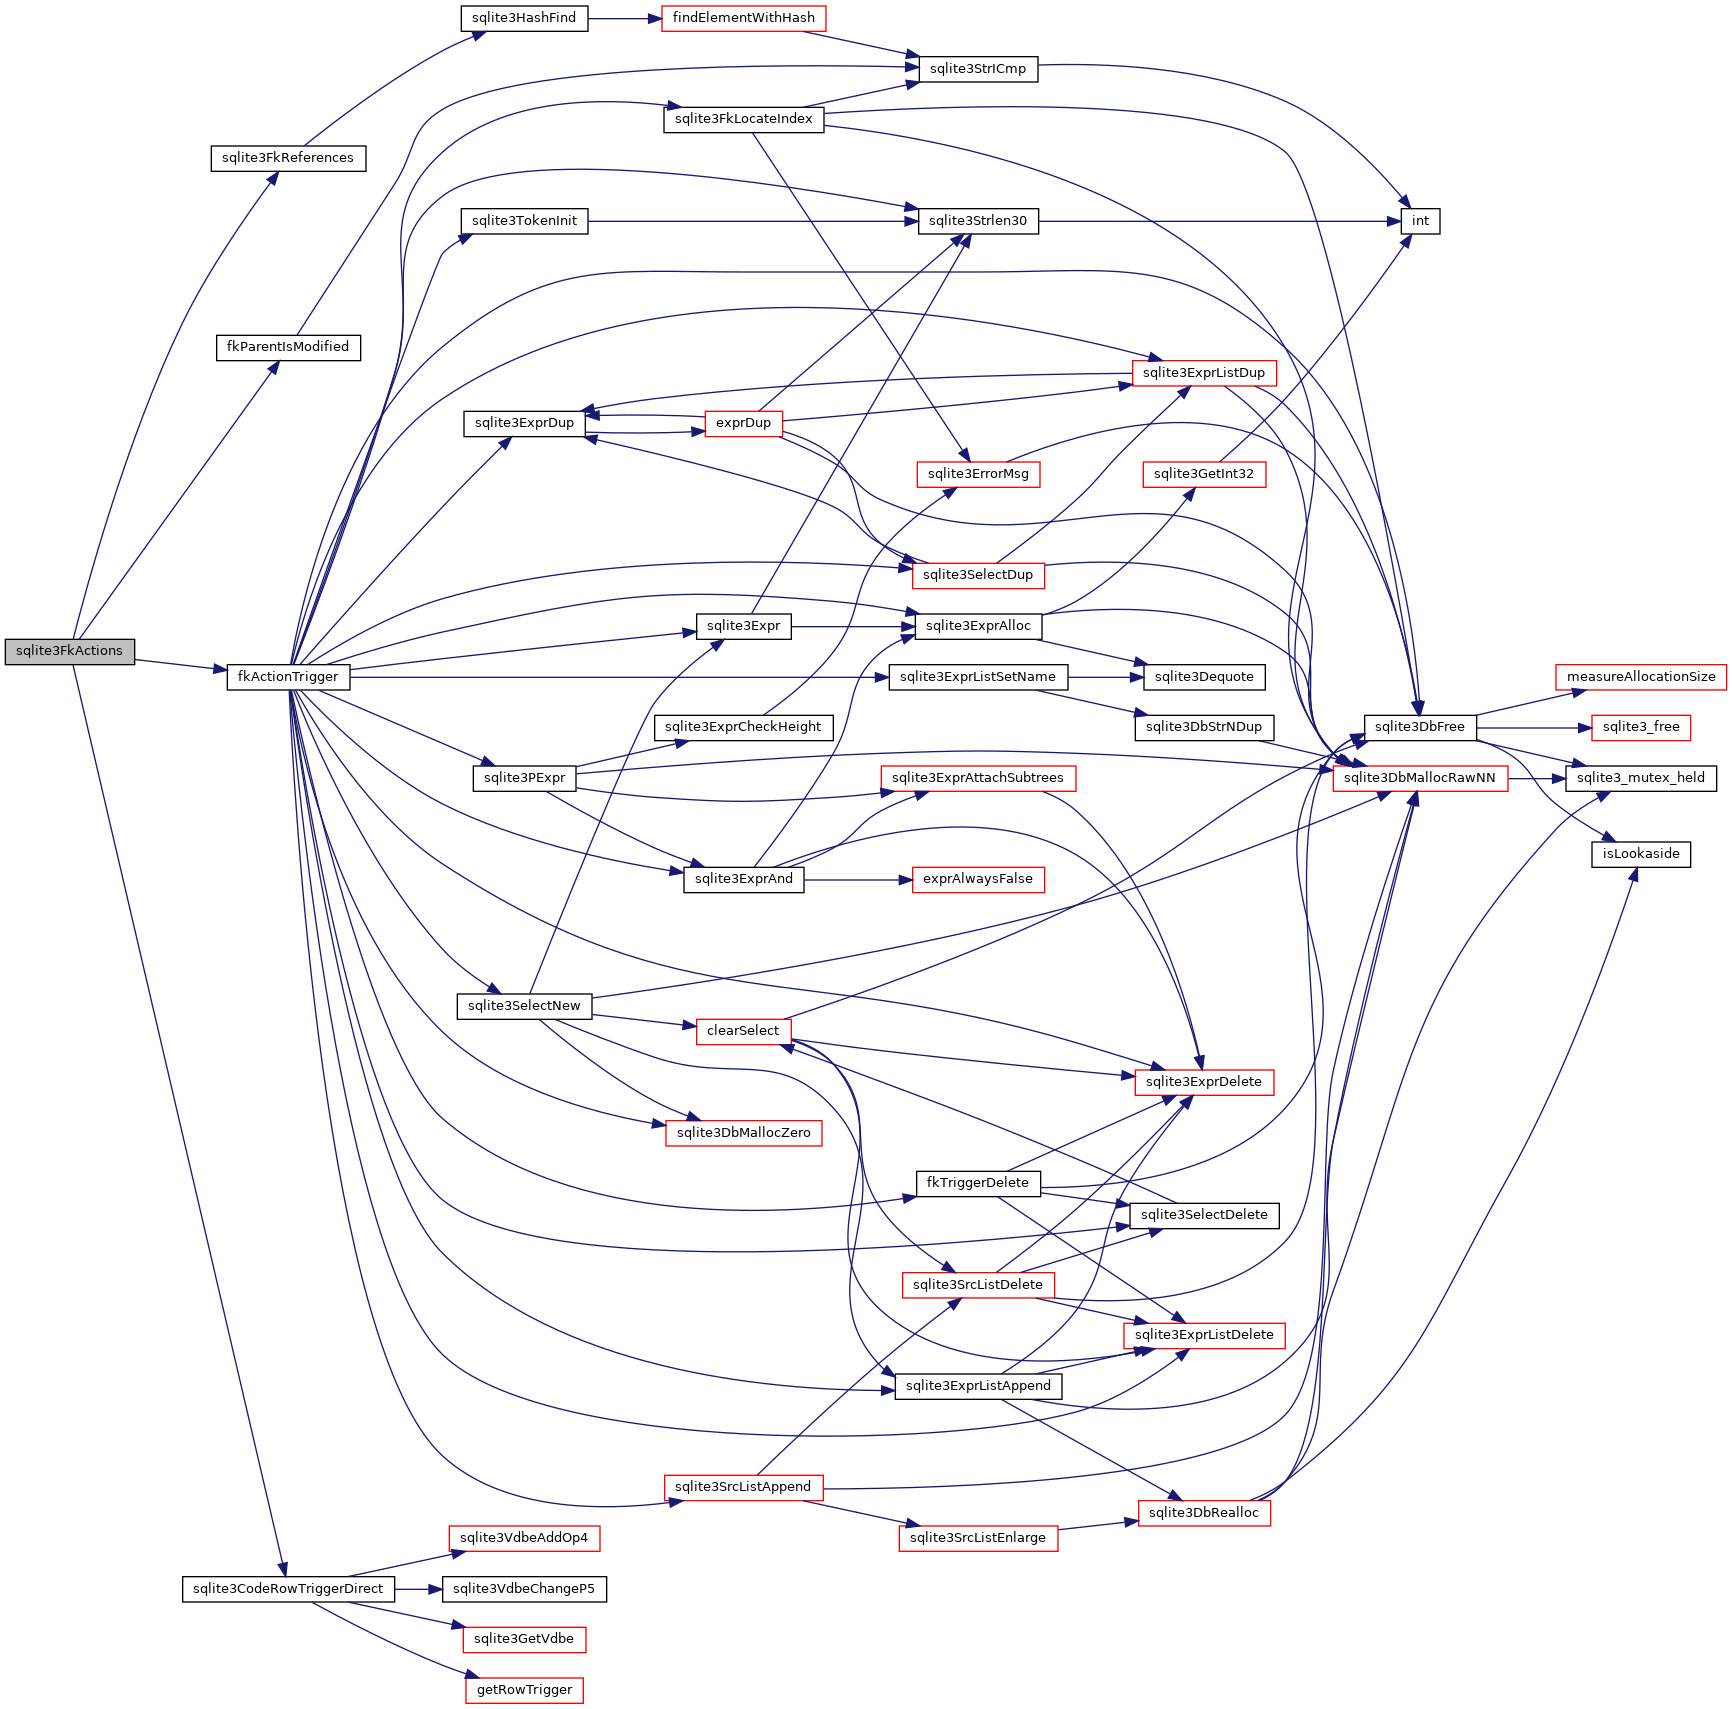 sqlite3HashFind
findElementWithHash
sqlite3StrICmp
sqlite3FkLocateIndex
sqlite3FkReferences
sqlite3TokenInit
sqlite3Strlen30
int
fkParentIsModified
sqlite3ExprListDup
sqlite3ExprDup
exprDup
sqlite3ErrorMsg
sqlite3GetInt32
sqlite3SelectDup
sqlite3Expr
sqlite3ExprAlloc
sqlite3FkActions
fkActionTrigger
sqlite3ExprListSetName
sqlite3Dequote
measureAllocationSize
sqlite3ExprCheckHeight
sqlite3DbStrNDup
sqlite3DbFree
sqlite3_free
sqlite3PExpr
sqlite3ExprAttachSubtrees
sqlite3DbMallocRawNN
sqlite3_mutex_held
isLookaside
sqlite3ExprAnd
exprAlwaysFalse
sqlite3SelectNew
clearSelect
sqlite3ExprDelete
sqlite3DbMallocZero
fkTriggerDelete
sqlite3SelectDelete
sqlite3SrcListDelete
sqlite3ExprListDelete
sqlite3ExprListAppend
sqlite3SrcListAppend
sqlite3DbRealloc
sqlite3SrcListEnlarge
sqlite3VdbeAddOp4
sqlite3CodeRowTriggerDirect
sqlite3VdbeChangeP5
sqlite3GetVdbe
getRowTrigger